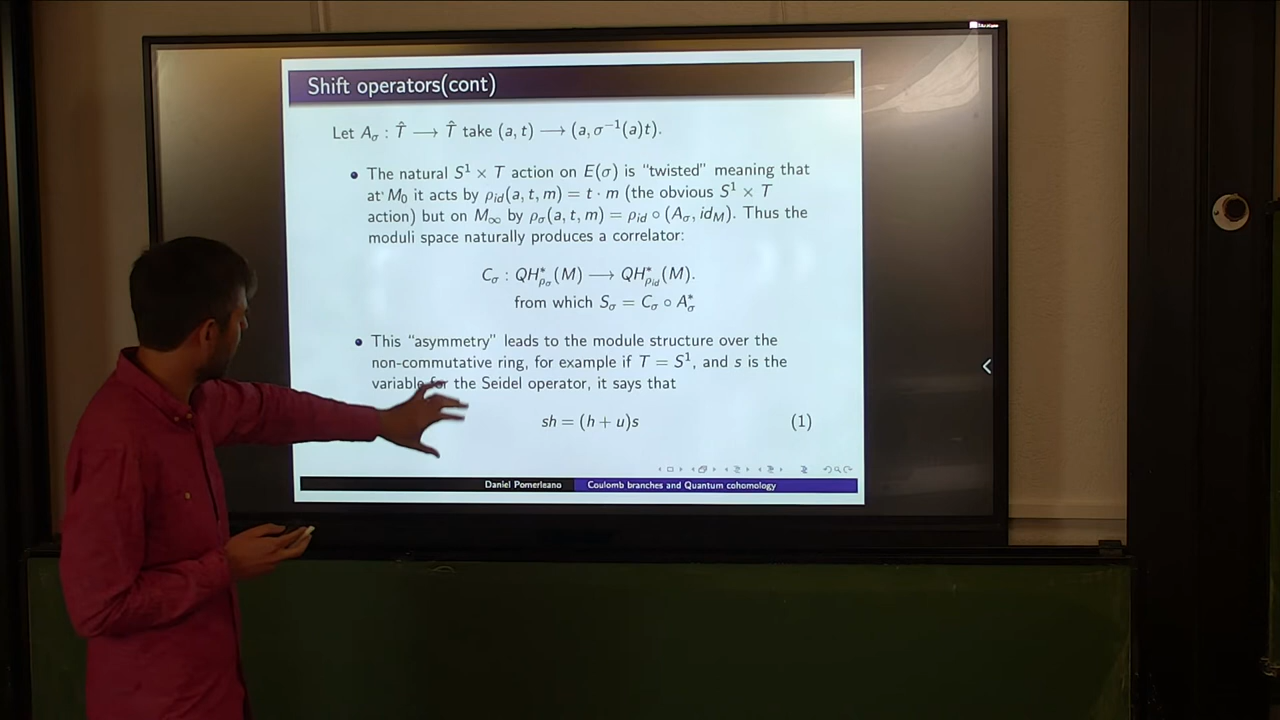 Shift operators(cont)
Let A_σ : T̂ ⟶ T̂ take (a, t) ⟶ (a, σ⁻¹(a)t).
• The natural S¹ × T action on E(σ) is “twisted” meaning that
at M₀ it acts by ρ_id(a, t, m) = t · m (the obvious S¹ × T
action) but on M_∞ by ρ_σ(a, t, m) = ρ_id ∘ (A_σ, id_M). Thus the
moduli space naturally produces a correlator:
C_σ : QH*_{ρ_σ}(M) ⟶ QH*_{ρ_id}(M).
from which S_σ = C_σ ∘ A*_σ
• This “asymmetry” leads to the module structure over the
non-commutative ring, for example if T = S¹, and s is the
variable for the Seidel operator, it says that
sh = (h + u)s (1)
Daniel Pomerleano Coulomb branches and Quantum cohomology